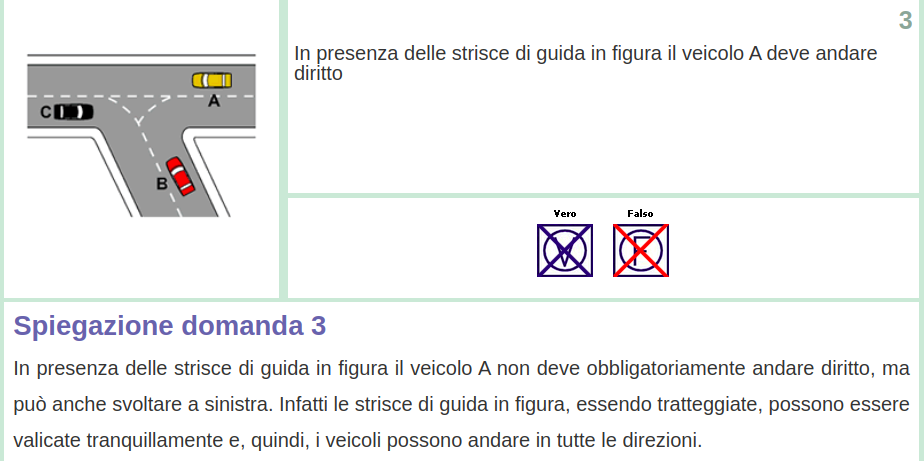 3
In presenza delle strisce di guida in figura il veicolo A deve andare
diritto
A
C
B
Vero Falso
V F
Spiegazione domanda 3
In presenza delle strisce di guida in figura il veicolo A non deve obbligatoriamente andare diritto, ma
può anche svoltare a sinistra. Infatti le strisce di guida in figura, essendo tratteggiate, possono essere
valicate tranquillamente e, quindi, i veicoli possono andare in tutte le direzioni.